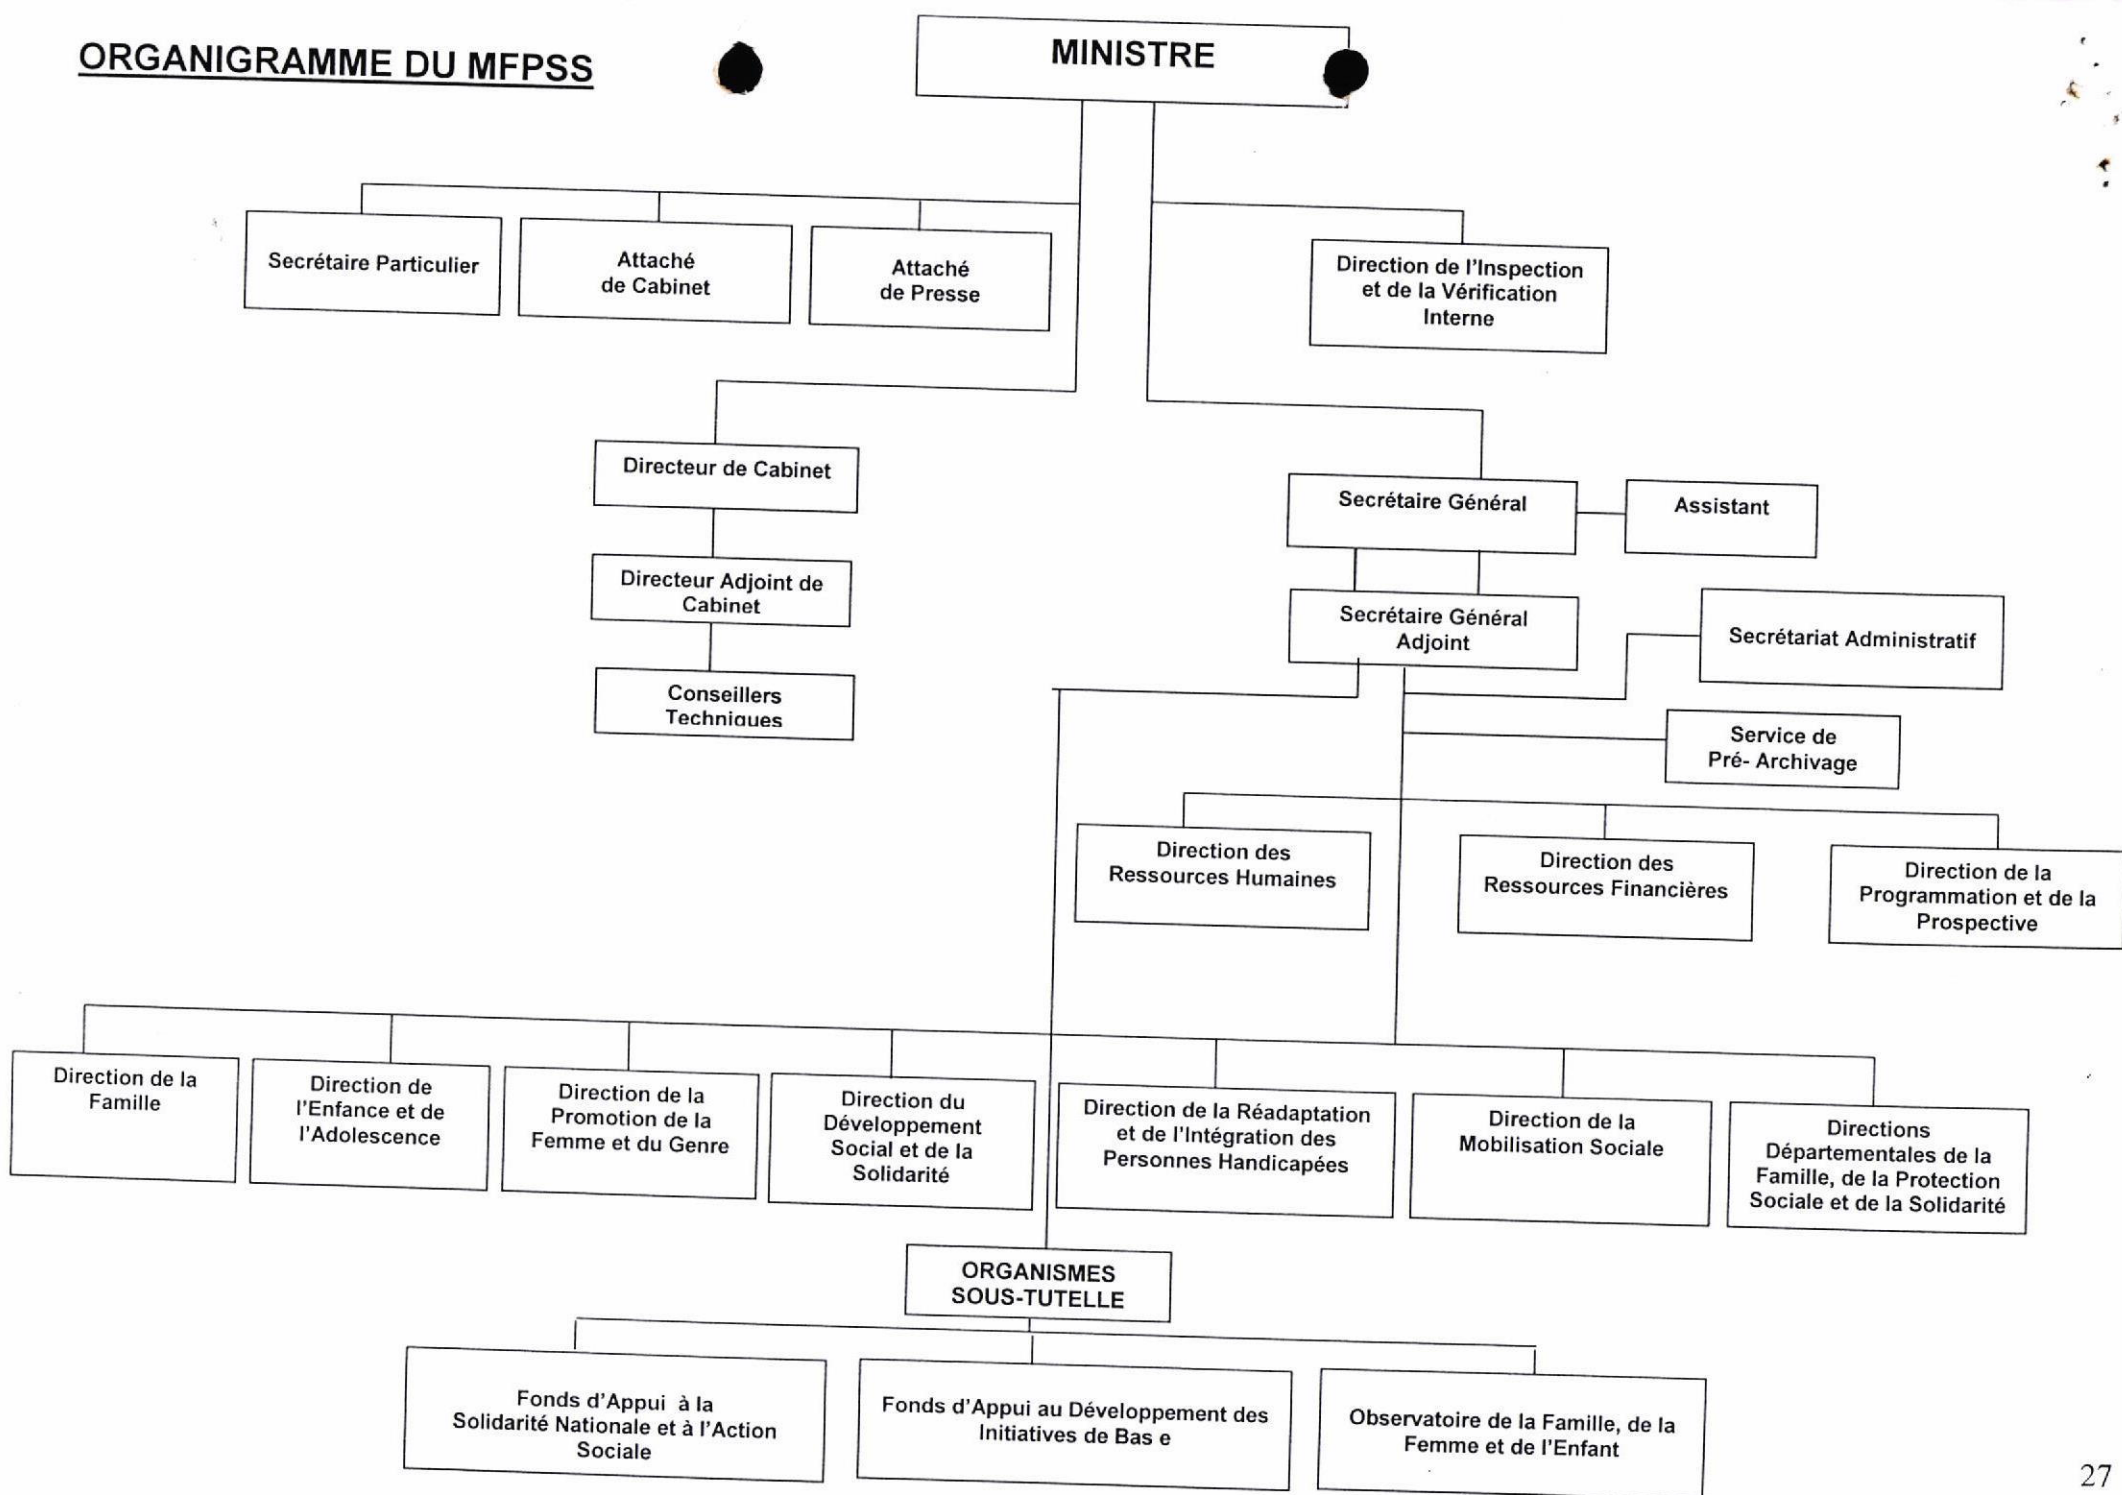 ORGANIGRAMME DU MFPSS
MINISTRE
Secrétaire Particulier
Attaché
de Cabinet
Attaché
de Presse
Direction de l'Inspection
et de la Vérification
Interne
Directeur de Cabinet
Secrétaire Général
Assistant
Directeur Adjoint de
Cabinet
Secrétaire Général
Adjoint
Secrétariat Administratif
Conseillers
Techniques
Service de
Pré- Archivage
Direction des
Ressources Humaines
Direction des
Ressources Financières
Direction de la
Programmation et de la
Prospective
Direction de la
Famille
Direction de
l'Enfance et de
l'Adolescence
Direction de la
Promotion de la
Femme et du Genre
Direction du
Développement
Social et de la
Solidarité
Direction de la Réadaptation
et de l'Intégration des
Personnes Handicapées
Direction de la
Mobilisation Sociale
Directions
Départementales de la
Famille, de la Protection
Sociale et de la Solidarité
ORGANISMES
SOUS-TUTELLE
Fonds d'Appui à la
Solidarité Nationale et à l'Action
Sociale
Fonds d'Appui au Développement des
Initiatives de Bas e
Observatoire de la Famille, de la
Femme et de l'Enfant
27